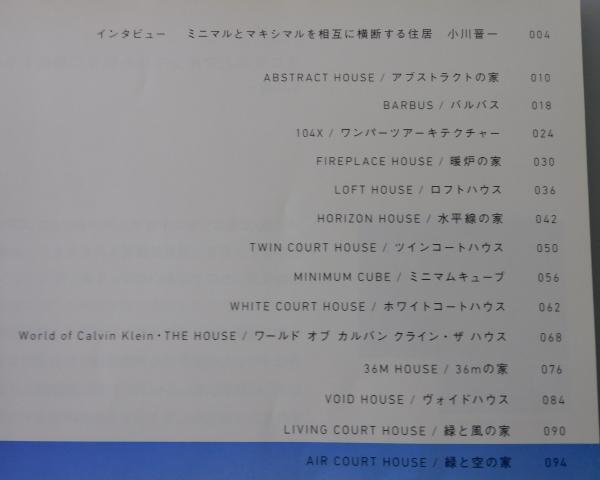 インタビュー　ミニマルとマキシマルを相互に横断する住居　小川晋一　004
ABSTRACT HOUSE / アブストラクトの家　010
BARBUS / バルバス　018
104X / ワンパーツアーキテクチャー　024
FIREPLACE HOUSE / 暖炉の家　030
LOFT HOUSE / ロフトハウス　036
HORIZON HOUSE / 水平線の家　042
TWIN COURT HOUSE / ツインコートハウス　050
MINIMUM CUBE / ミニマムキューブ　056
WHITE COURT HOUSE / ホワイトコートハウス　062
World of Calvin Klein・THE HOUSE / ワールド オブ カルバン クライン・ザ ハウス　068
36M HOUSE / 36mの家　076
VOID HOUSE / ヴォイドハウス　084
LIVING COURT HOUSE / 緑と風の家　090
AIR COURT HOUSE / 緑と空の家　094